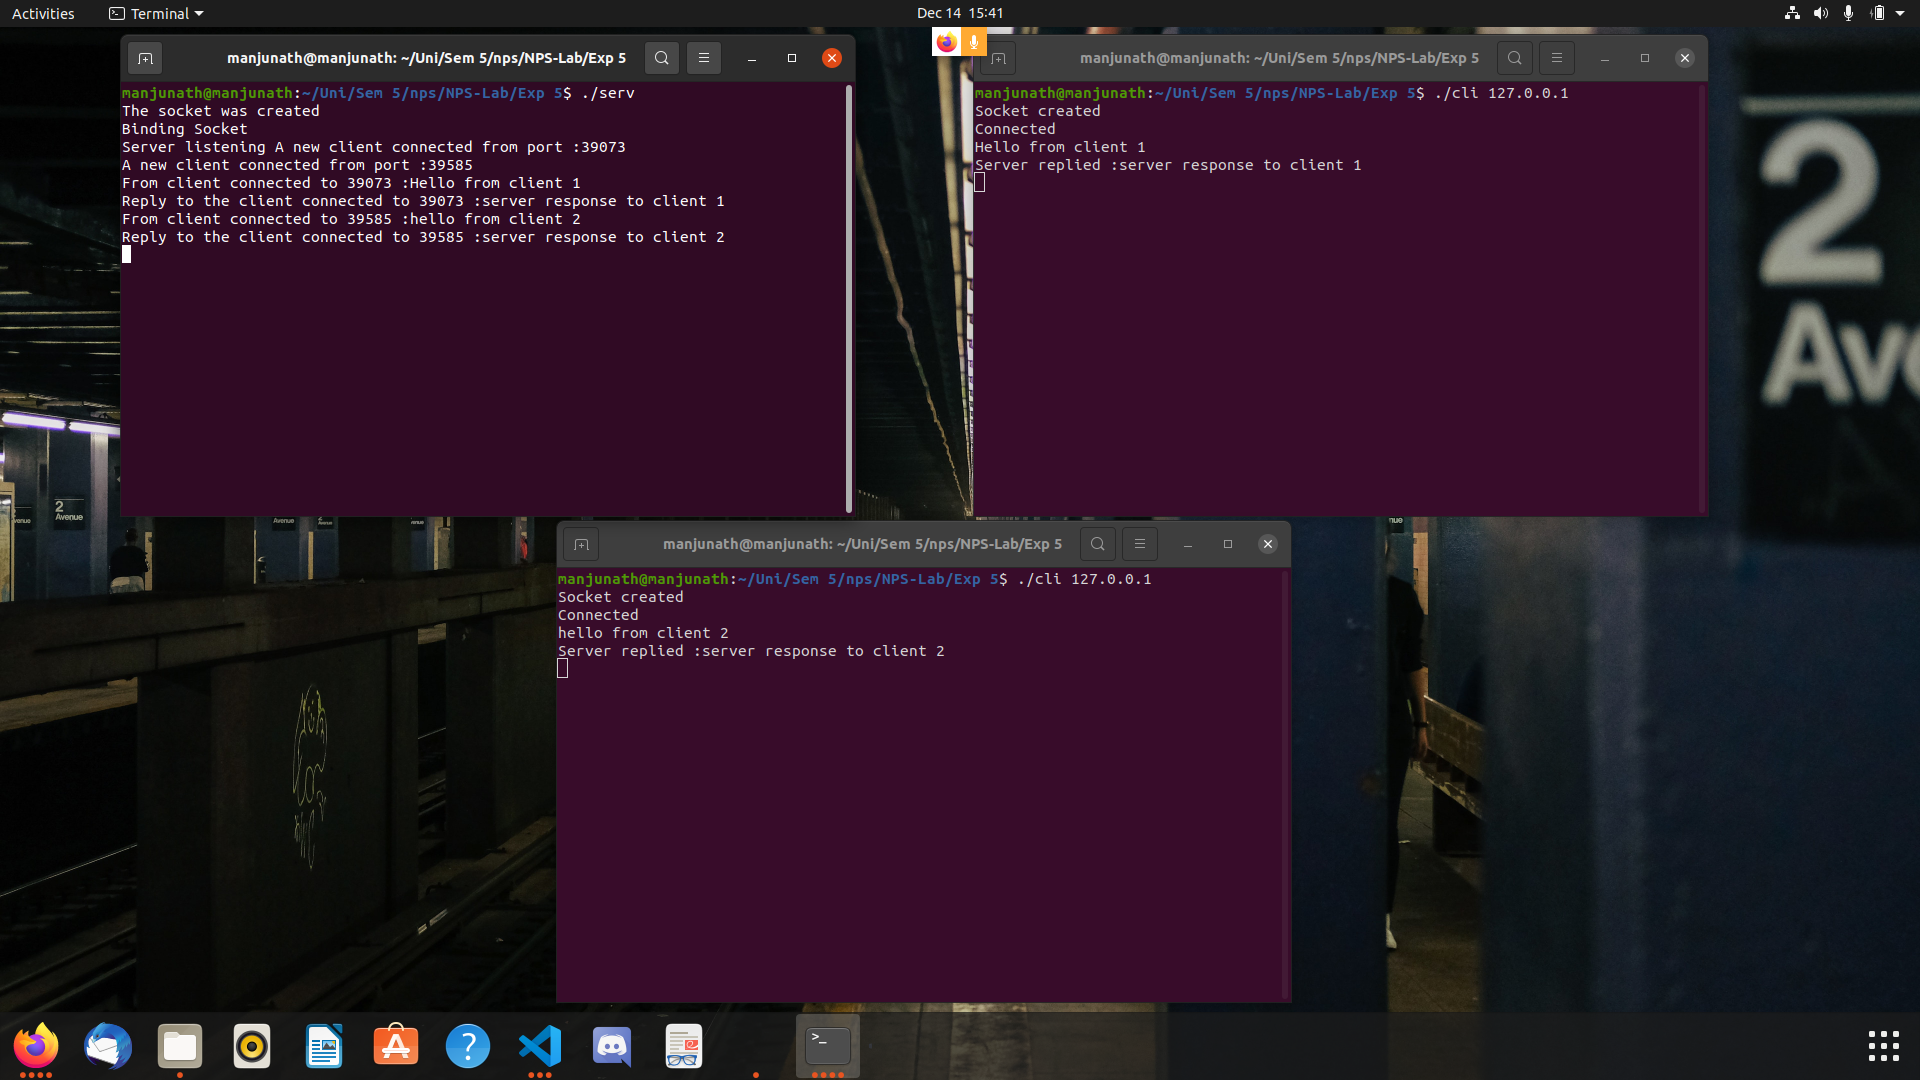 Activities
Terminal
Dec 14 15:41
manjunath@manjunath: ~/Uni/Sem 5/nps/NPS-Lab/Exp 5
manjunath@manjunath:~/Uni/Sem 5/nps/NPS-Lab/Exp 5$ ./serv
The socket was created
Binding Socket
Server listening A new client connected from port :39073
A new client connected from port :39585
From client connected to 39073 :Hello from client 1
Reply to the client connected to 39073 :server response to client 1
From client connected to 39585 :hello from client 2
Reply to the client connected to 39585 :server response to client 2
manjunath@manjunath: ~/Uni/Sem 5/nps/NPS-Lab/Exp 5
manjunath@manjunath:~/Uni/Sem 5/nps/NPS-Lab/Exp 5$ ./cli 127.0.0.1
Socket created
Connected
Hello from client 1
Server replied :server response to client 1
manjunath@manjunath: ~/Uni/Sem 5/nps/NPS-Lab/Exp 5
manjunath@manjunath:~/Uni/Sem 5/nps/NPS-Lab/Exp 5$ ./cli 127.0.0.1
Socket created
Connected
hello from client 2
Server replied :server response to client 2
2
Ave
2
Avenue